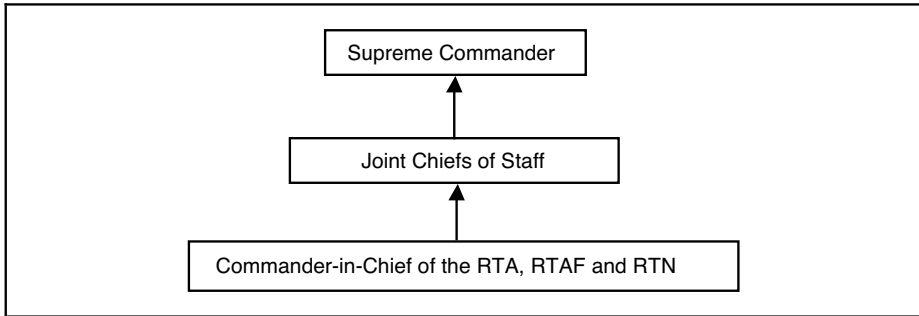 Supreme Commander
Joint Chiefs of Staff
Commander-in-Chief of the RTA, RTAF and RTN